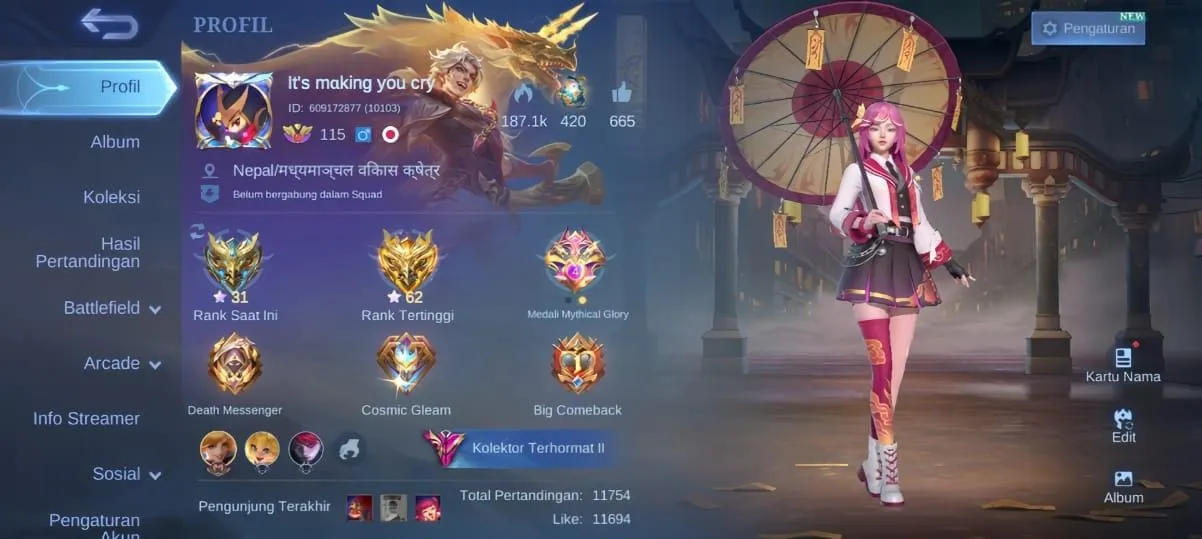 PROFIL
NEW
Pengaturan
Profil
Album
Koleksi
Hasil
Pertandingan
Battlefield
Arcade
Info Streamer
Sosial
Pengaturan
Akun
It's making you cry
ID: 609172877 (10103)
115
187.1k
420
665
Nepal/मध्यमाञ्चल विकास क्षेत्र
Belum bergabung dalam Squad
31
Rank Saat Ini
62
Rank Tertinggi
4
Medali Mythical Glory
Death Messenger
Cosmic Gleam
Big Comeback
Kolektor Terhormat II
Pengunjung Terakhir
Total Pertandingan: 11754
Like: 11694
Kartu Nama
Edit
Album